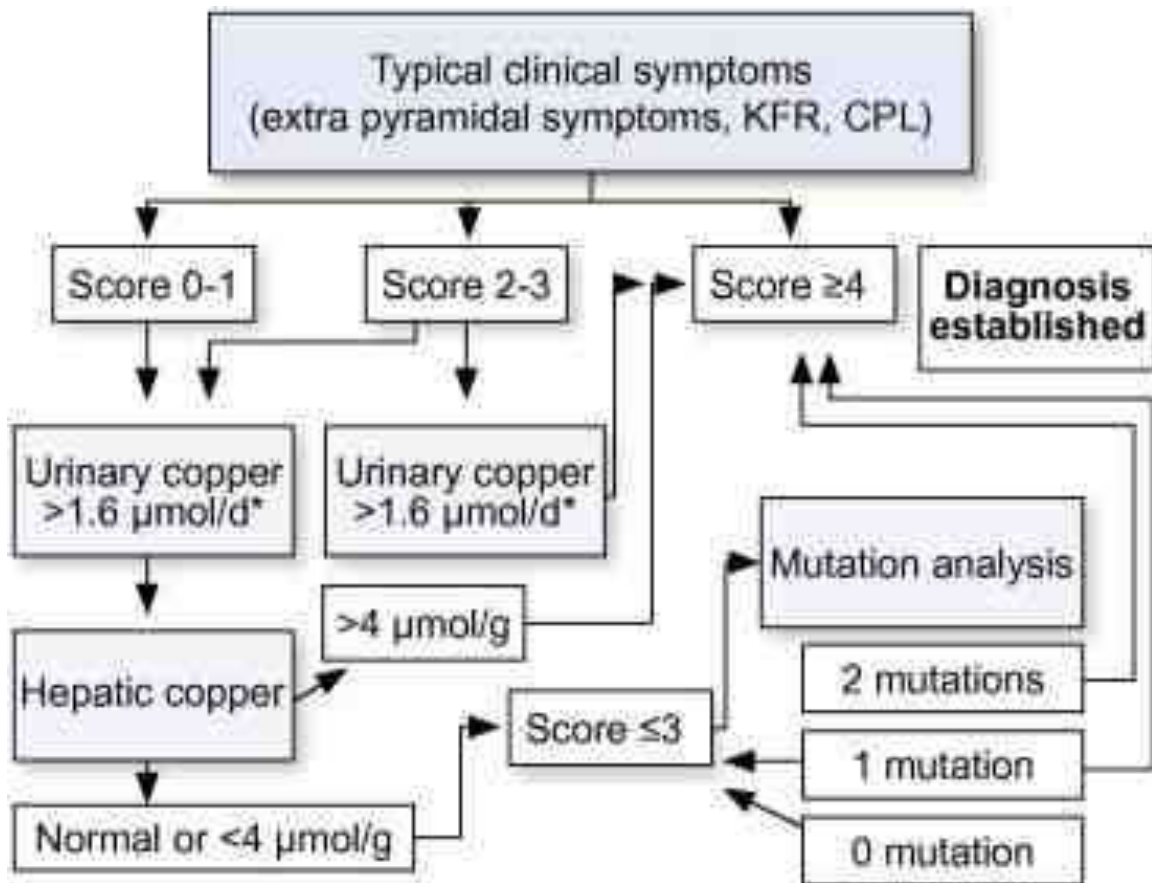 Typical clinical symptoms
(extra pyramidal symptoms, KFR, CPL)
Score 0-1
Score 2-3
Score ≥4
Diagnosis
established
Urinary copper
>1.6 µmol/d*
Urinary copper
>1.6 µmol/d*
Mutation analysis
>4 µmol/g
Hepatic copper
2 mutations
Score ≤3
1 mutation
Normal or <4 µmol/g
0 mutation